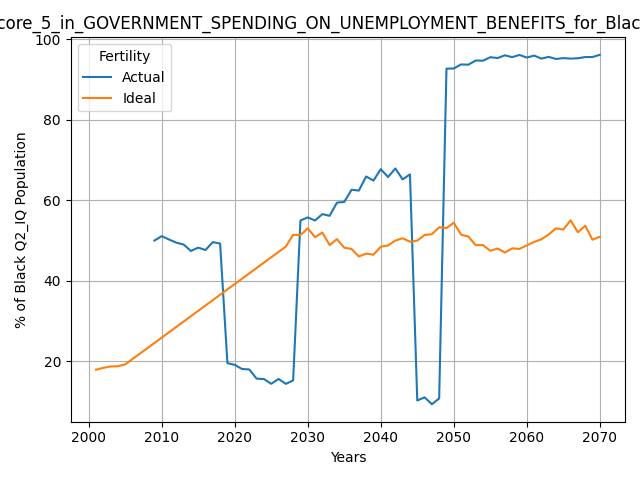 core_5_in_GOVERNMENT_SPENDING_ON_UNEMPLOYMENT_BENEFITS_for_Blac
Fertility
Actual
Ideal
100
80
60
40
20
% of Black Q2_IQ Population
2000 2010 2020 2030 2040 2050 2060 2070
Years